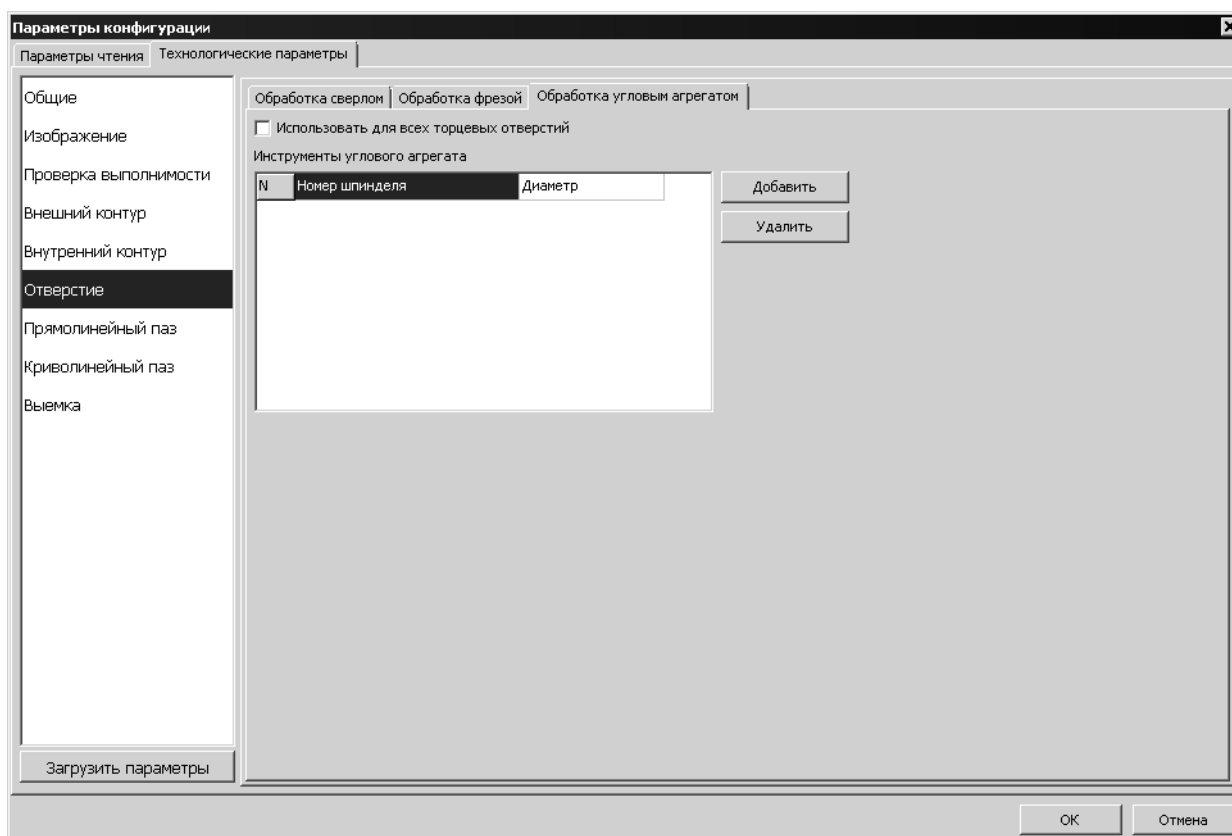 Параметры конфигурации
Параметры чтения Технологические параметры
Общие
Изображение
Проверка выполнимости
Внешний контур
Внутренний контур
Отверстие
Прямолинейный паз
Криволинейный паз
Выемка
Загрузить параметры
Обработка сверлом Обработка фрезой Обработка угловым агрегатом
Использовать для всех торцевых отверстий
Инструменты углового агрегата
N Номер шпинделя Диаметр
Добавить
Удалить
ОК Отмена